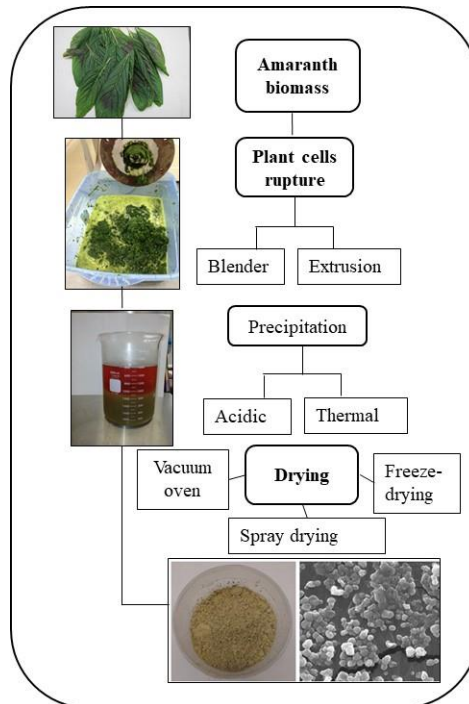 Amaranth
biomass
Plant cells
rupture
Blender
Extrusion
Precipitation
Acidic
Thermal
Vacuum
oven
Drying
Freeze-
drying
Spray drying